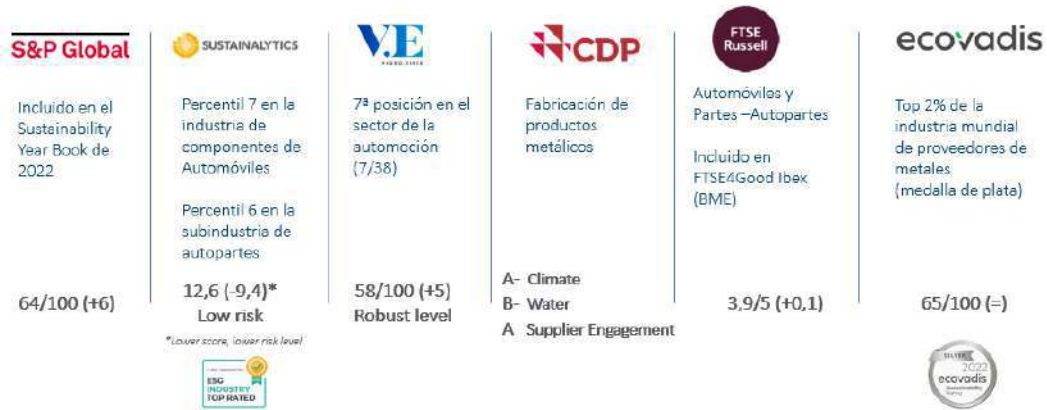 S&P Global
Incluido en el
Sustainability
Year Book de
2022
64/100 (+6)
SUSTAINALYTICS
Percentil 7 en la
industria de
componentes de
Automóviles
Percentil 6 en la
subindustria de
autopartes
12,6 (-9,4)*
Low risk
*Lower score, lower risk level
ESG
INDUSTRY
TOP RATED
V.E
7ª posición en el
sector de la
automoción
(7/38)
58/100 (+5)
Robust level
CDP
Fabricación de
productos
metálicos
A- Climate
B- Water
A Supplier Engagement
FTSE
Russell
Automóviles y
Partes –Autopartes
Incluido en
FTSE4Good Ibex
(BME)
3,9/5 (+0,1)
ecovadis
Top 2% de la
industria mundial
de proveedores de
metales
(medalla de plata)
65/100 (=)
2022
ecovadis